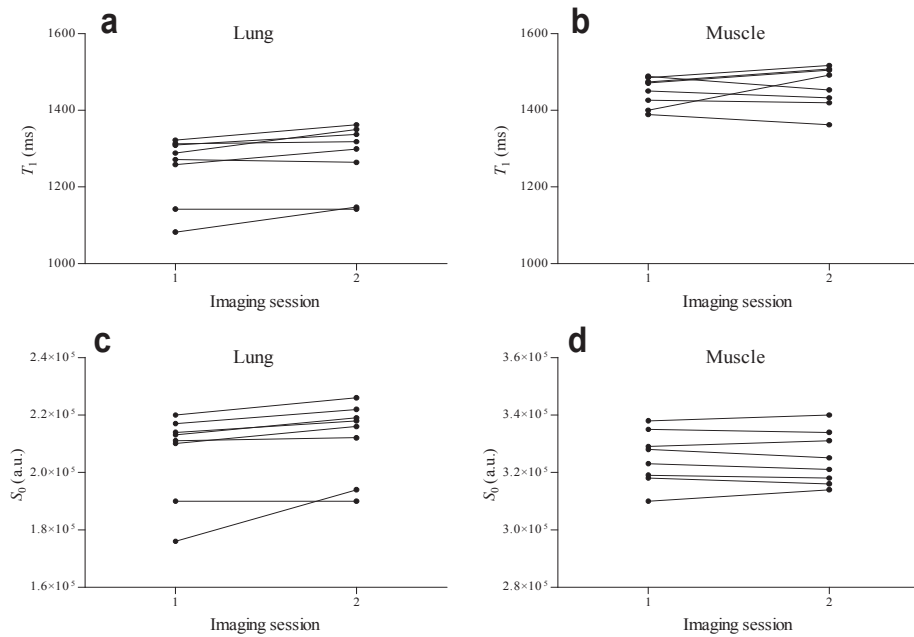 a
Lung
1600
1400
1200
1000
T1 (ms)
1
2
Imaging session
b
Muscle
1600
1400
1200
1000
T1 (ms)
1
2
Imaging session
c
Lung
2.4×10⁵
2.2×10⁵
2.0×10⁵
1.8×10⁵
1.6×10⁵
S0 (a.u.)
1
2
Imaging session
d
Muscle
3.6×10⁵
3.4×10⁵
3.2×10⁵
3.0×10⁵
2.8×10⁵
S0 (a.u.)
1
2
Imaging session